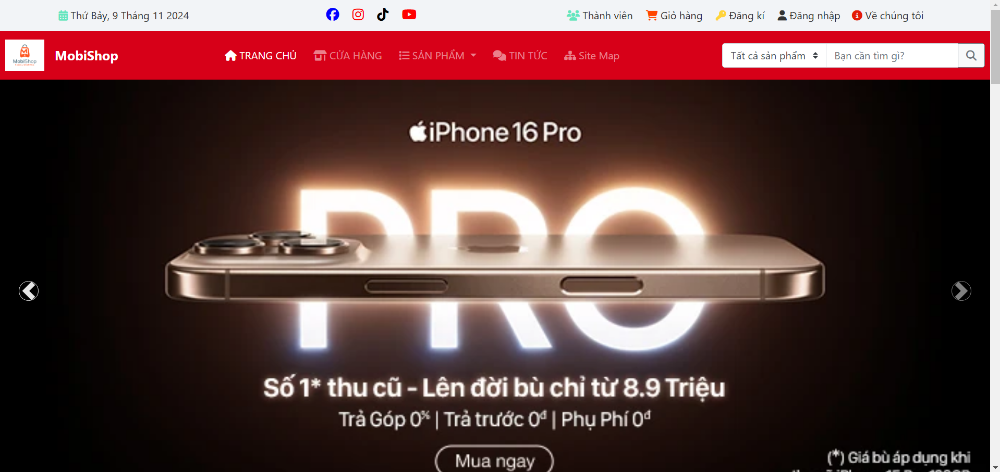 Thứ Bảy, 9 Tháng 11 2024
Thành viên
Giỏ hàng
Đăng kí
Đăng nhập
Về chúng tôi
MobiShop
MobiShop
TRANG CHỦ
CỬA HÀNG
SẢN PHẨM
TIN TỨC
Site Map
Tất cả sản phẩm
Bạn cần tìm gì?
iPhone 16 Pro
PRO
Số 1* thu cũ - Lên đời bù chỉ từ 8.9 Triệu
Trả Góp 0% | Trả trước 0đ | Phụ Phí 0đ
Mua ngay
(*) Giá bù áp dụng khi